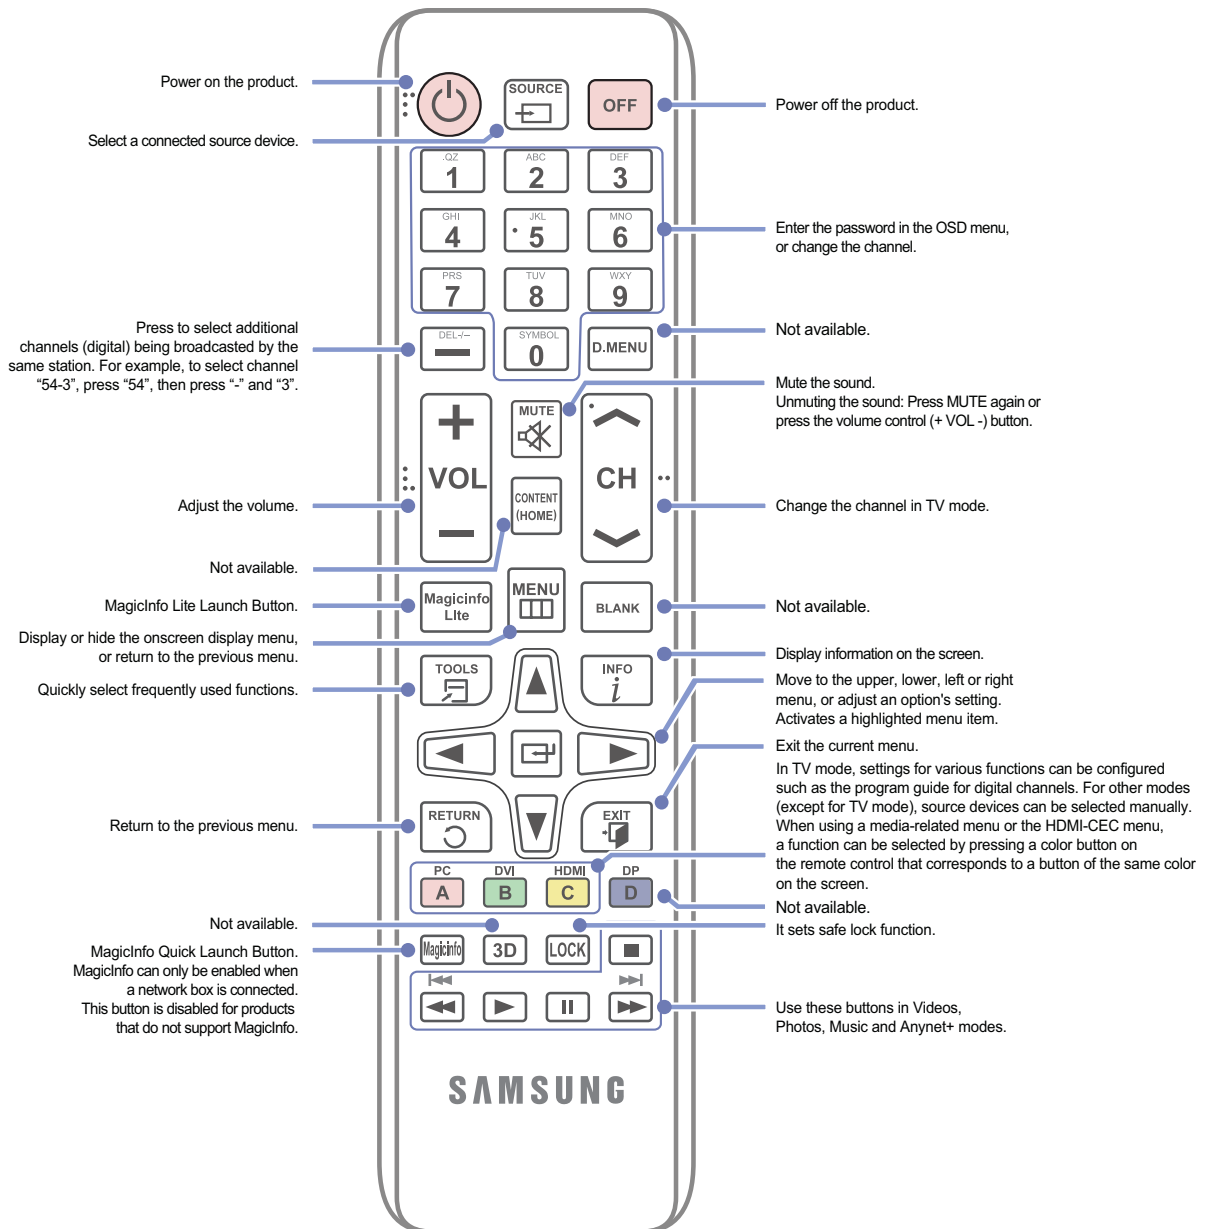 Power on the product.
SOURCE
OFF
Power off the product.
Select a connected source device.
.QZ
1
ABC
2
DEF
3
GHI
4
JKL
5
MNO
6
PRS
7
TUV
8
WXY
9
Enter the password in the OSD menu,
or change the channel.
DEL-/–
SYMBOL
0
D.MENU
Press to select additional
channels (digital) being broadcasted by the
same station. For example, to select channel
“54-3”, press “54”, then press “-” and “3”.
Not available.
MUTE
Mute the sound.
Unmuting the sound: Press MUTE again or
press the volume control (+ VOL -) button.
VOL
CH
CONTENT
(HOME)
Adjust the volume.
Change the channel in TV mode.
Not available.
MagicInfo Lite Launch Button.
Magicinfo
LIte
MENU
BLANK
Not available.
Display or hide the onscreen display menu,
or return to the previous menu.
TOOLS
INFO
i
Display information on the screen.
Quickly select frequently used functions.
Move to the upper, lower, left or right
menu, or adjust an option's setting.
Activates a highlighted menu item.
Exit the current menu.
Return to the previous menu.
RETURN
EXIT
In TV mode, settings for various functions can be configured
such as the program guide for digital channels. For other modes
(except for TV mode), source devices can be selected manually.
When using a media-related menu or the HDMI-CEC menu,
a function can be selected by pressing a color button on
the remote control that corresponds to a button of the same color
on the screen.
PC
A
DVI
B
HDMI
C
DP
D
Not available.
Not available.
It sets safe lock function.
Magicinfo
3D
LOCK
MagicInfo Quick Launch Button.
MagicInfo can only be enabled when
a network box is connected.
This button is disabled for products
that do not support MagicInfo.
Use these buttons in Videos,
Photos, Music and Anynet+ modes.
SAMSUNG